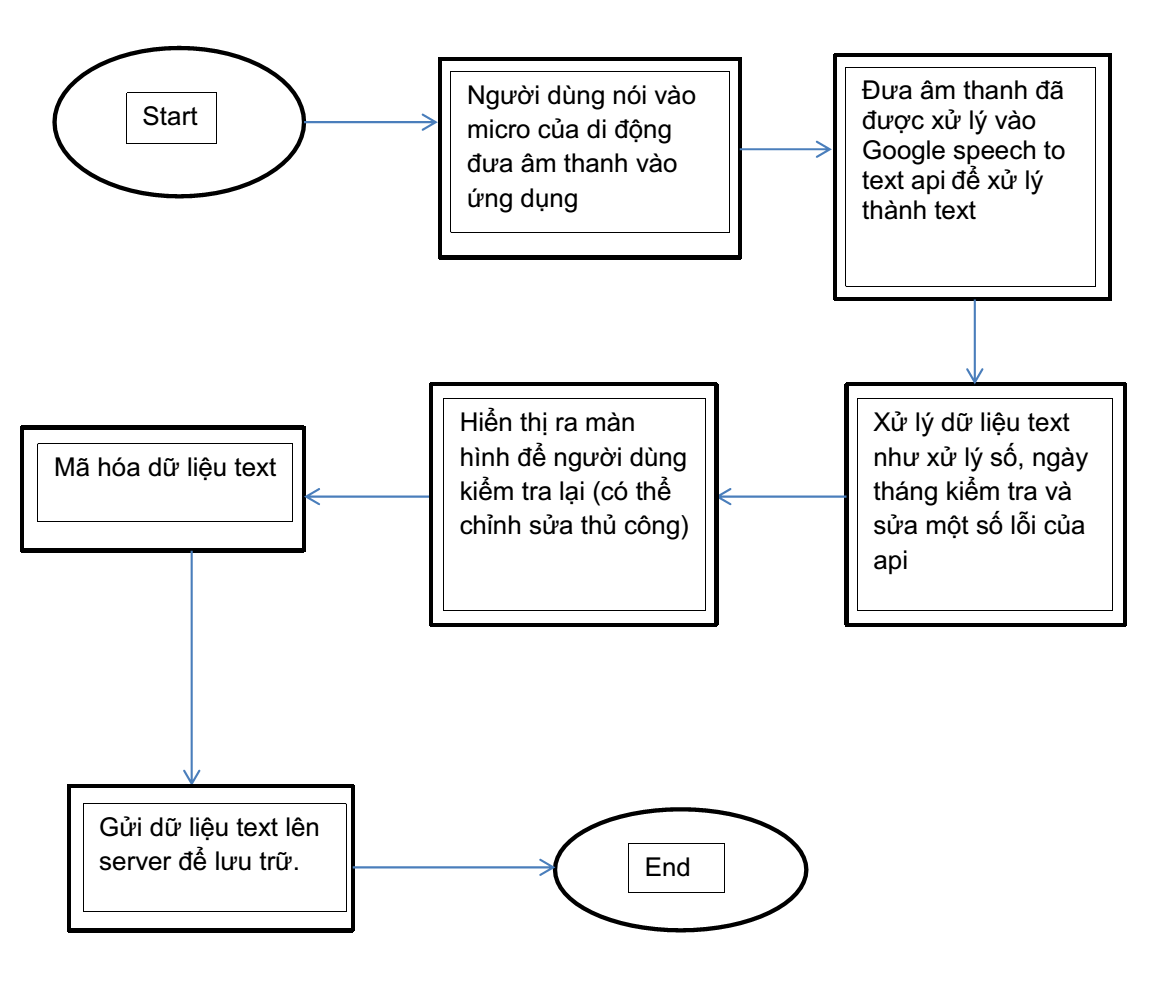 Start
Người dùng nói vào
micro của di động
đưa âm thanh vào
ứng dụng
Đưa âm thanh đã
được xử lý vào
Google speech to
text api để xử lý
thành text
Xử lý dữ liệu text
như xử lý số, ngày
tháng kiểm tra và
sửa một số lỗi của
api
Hiển thị ra màn
hình để người dùng
kiểm tra lại (có thể
chỉnh sửa thủ công)
Mã hóa dữ liệu text
Gửi dữ liệu text lên
server để lưu trữ.
End